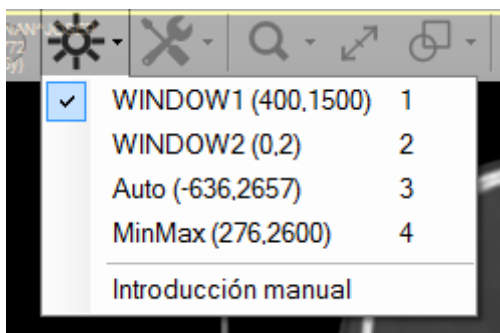 WINDOW1 (400,1500) 1
WINDOW2 (0,2) 2
Auto (-636,2657) 3
MinMax (276,2600) 4
Introducción manual